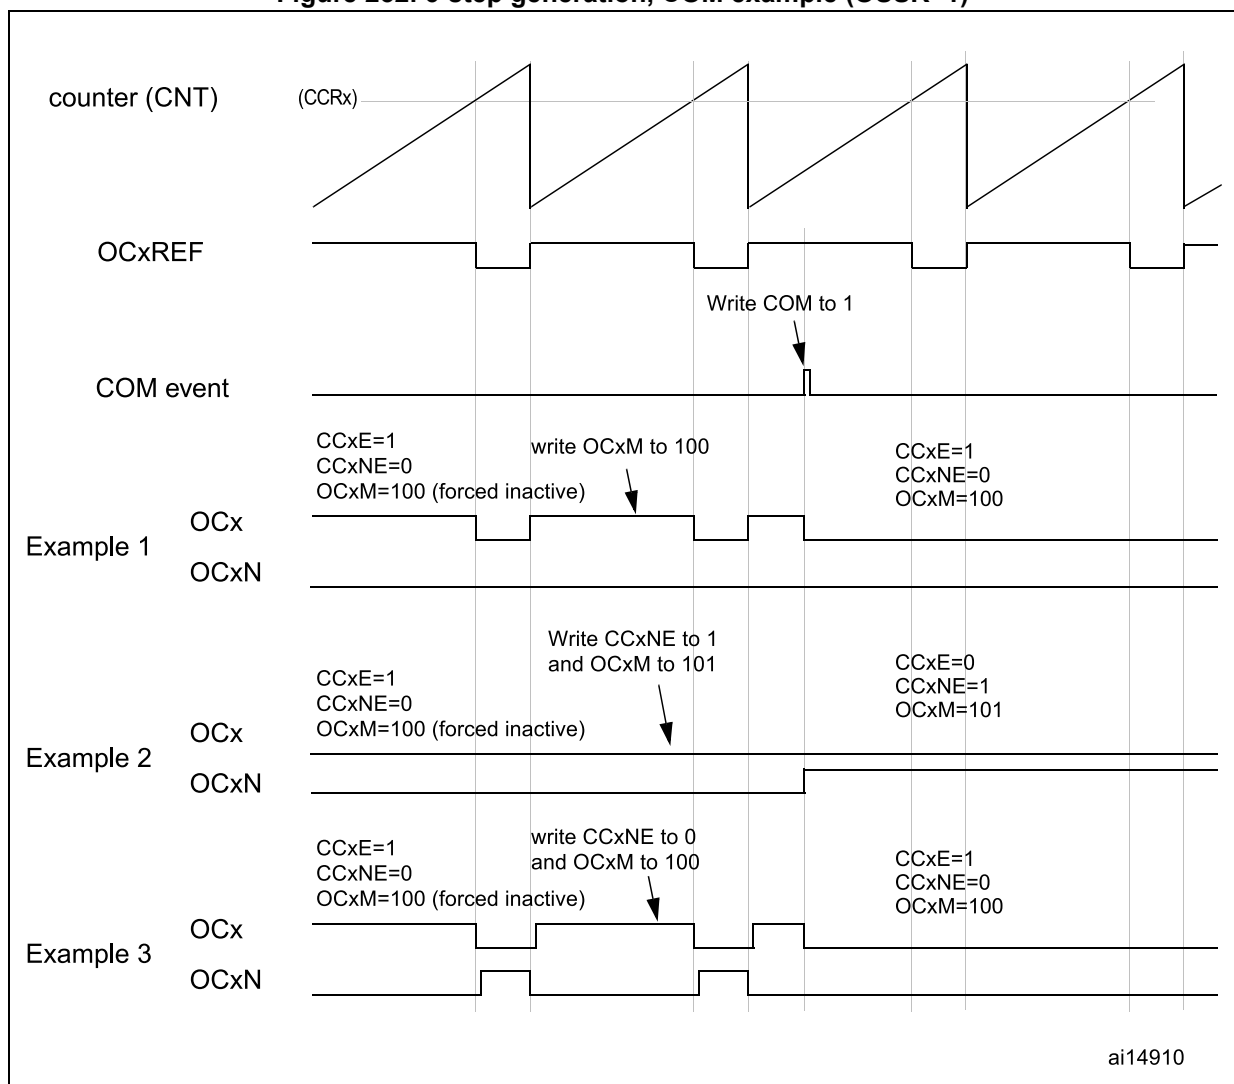 counter (CNT)
(CCRx)
OCxREF
Write COM to 1
COM event
CCxE=1
CCxNE=0
OCxM=100 (forced inactive)
write OCxM to 100
CCxE=1
CCxNE=0
OCxM=100
Example 1
OCx
OCxN
Write CCxNE to 1
and OCxM to 101
CCxE=1
CCxNE=0
OCxM=100 (forced inactive)
CCxE=0
CCxNE=1
OCxM=101
Example 2
OCx
OCxN
write CCxNE to 0
and OCxM to 100
CCxE=1
CCxNE=0
OCxM=100 (forced inactive)
CCxE=1
CCxNE=0
OCxM=100
Example 3
OCx
OCxN
ai14910